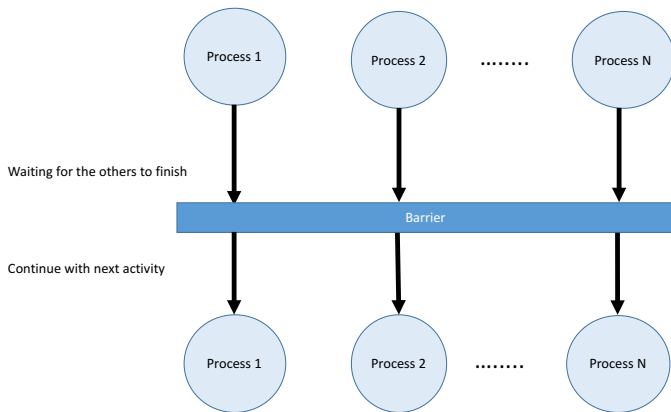 Process 1
Process 2
........
Process N
Waiting for the others to finish
Barrier
Continue with next activity
Process 1
Process 2
........
Process N